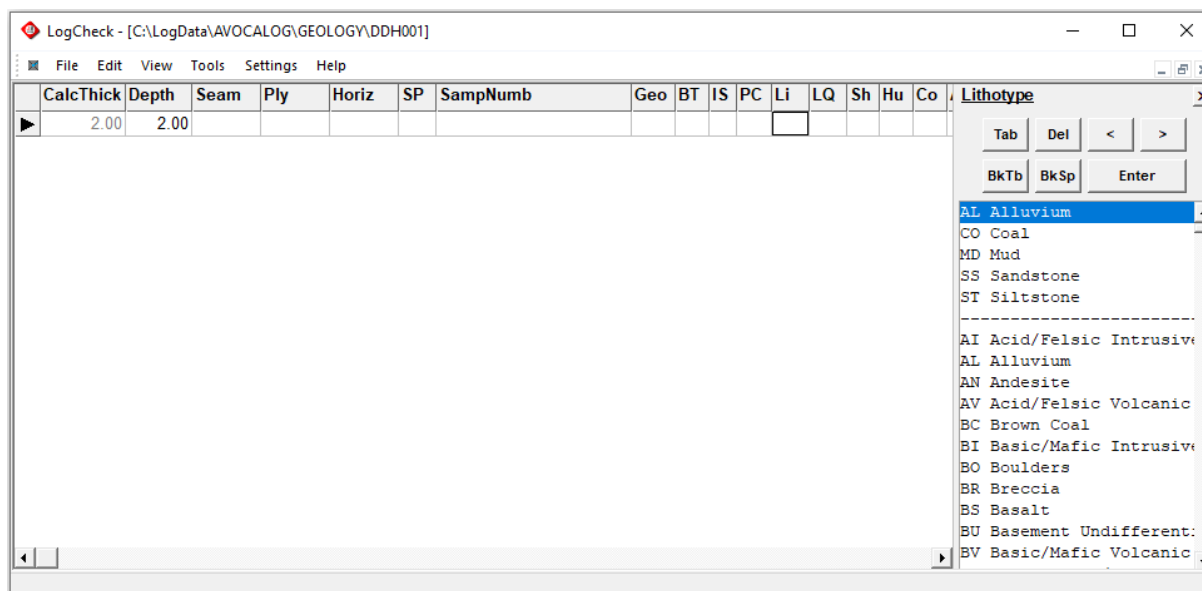 LogCheck - [C:\LogData\AVOCALOG\GEOLOGY\DDH001]
File Edit View Tools Settings Help
CalcThick Depth Seam Ply Horiz SP SampNumb Geo BT IS PC Li LQ Sh Hu Co
2.00 2.00
Lithotype
Tab Del < >
BkTb BkSp Enter
AL Alluvium
CO Coal
MD Mud
SS Sandstone
ST Siltstone
------------------------
AI Acid/Felsic Intrusive
AL Alluvium
AN Andesite
AV Acid/Felsic Volcanic
BC Brown Coal
BI Basic/Mafic Intrusive
BO Boulders
BR Breccia
BS Basalt
BU Basement Undifferent
BV Basic/Mafic Volcanic